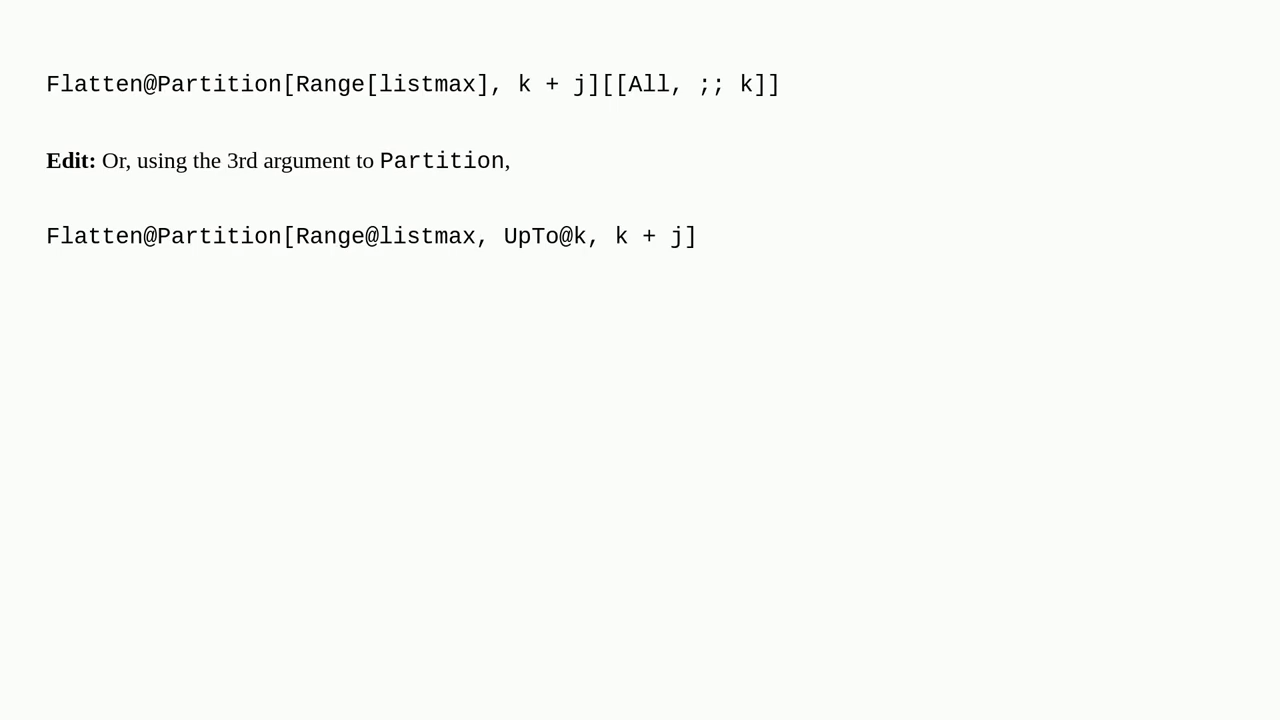 Flatten@Partition[Range[listmax], k + j][[All, ;; k]]
Edit: Or, using the 3rd argument to Partition,
Flatten@Partition[Range@listmax, UpTo@k, k + j]